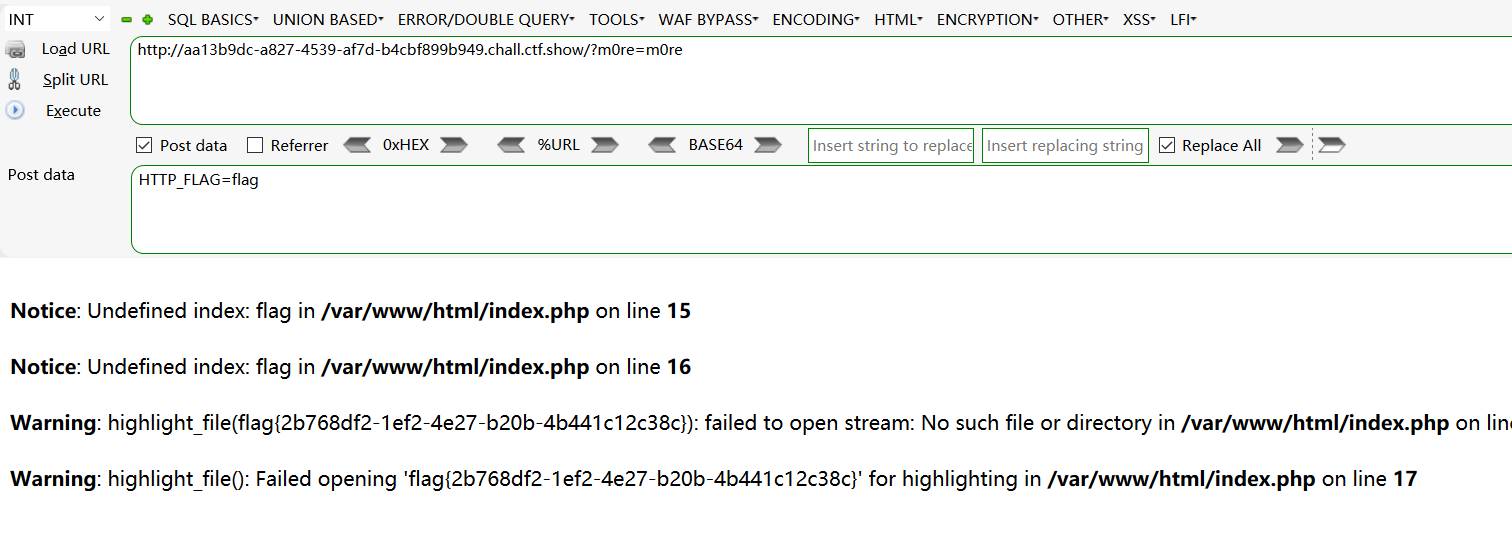 INT SQL BASICS UNION BASED ERROR/DOUBLE QUERY TOOLS WAF BYPASS ENCODING HTML ENCRYPTION OTHER XSS LFI
Load URL http://aa13b9dc-a827-4539-af7d-b4cbf899b949.chall.ctf.show/?m0re=m0re
Split URL
Execute
Post data Referrer 0xHEX %URL BASE64 Insert string to replace Insert replacing string Replace All
Post data HTTP_FLAG=flag
Notice: Undefined index: flag in /var/www/html/index.php on line 15
Notice: Undefined index: flag in /var/www/html/index.php on line 16
Warning: highlight_file(flag{2b768df2-1ef2-4e27-b20b-4b441c12c38c}): failed to open stream: No such file or directory in /var/www/html/index.php on line
Warning: highlight_file(): Failed opening 'flag{2b768df2-1ef2-4e27-b20b-4b441c12c38c}' for highlighting in /var/www/html/index.php on line 17